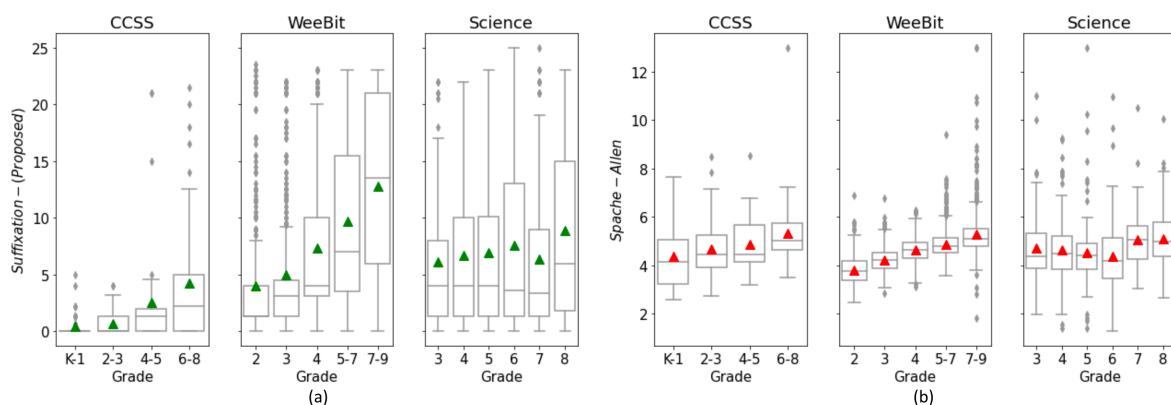 CCSS
WeeBit
Science
CCSS
WeeBit
Science
Suffixation – (Proposed)
25
20
15
10
5
0
K-1 2-3 4-5 6-8
2 3 4 5-7 7-9
3 4 5 6 7 8
Grade
Grade
Grade
(a)
Spache – Allen
12
10
8
6
4
2
K-1 2-3 4-5 6-8
2 3 4 5-7 7-9
3 4 5 6 7 8
Grade
Grade
Grade
(b)